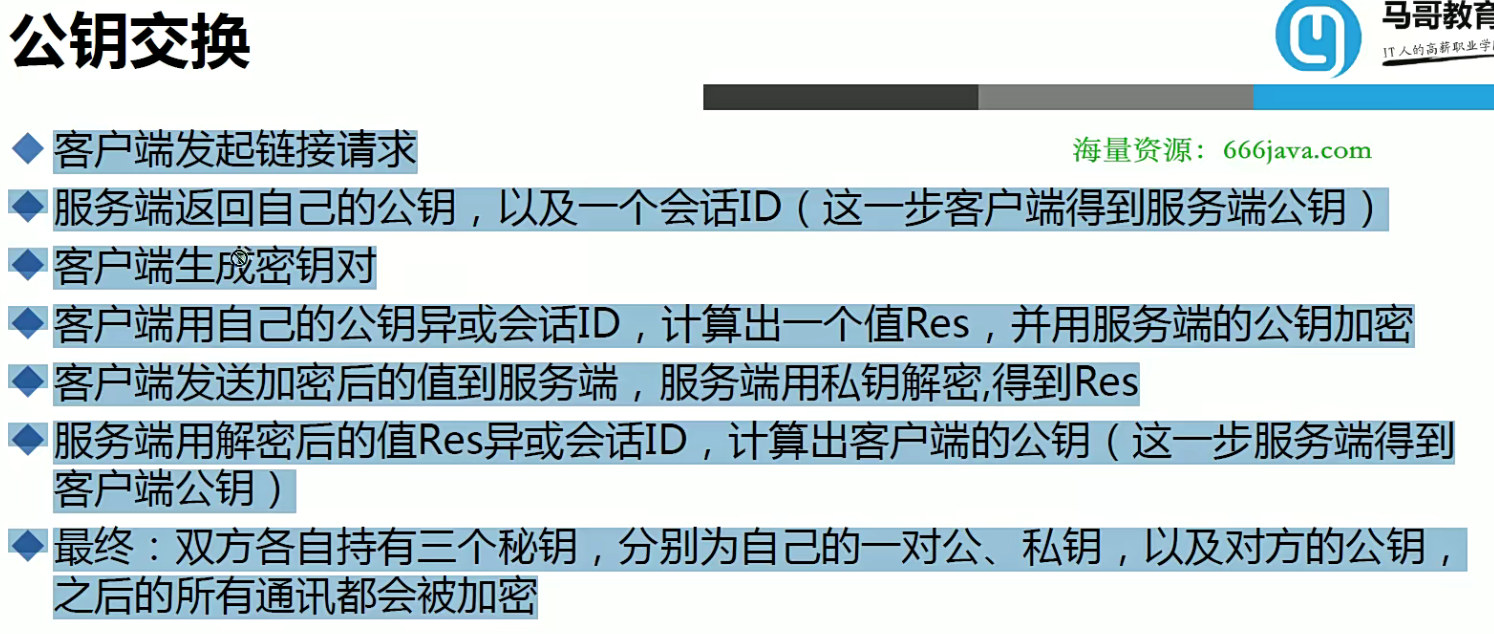 公钥交换
马哥教育
IT人的高薪职业学
海量资源：666java.com
客户端发起链接请求
服务端返回自己的公钥，以及一个会话ID（这一步客户端得到服务端公钥）
客户端生成密钥对
客户端用自己的公钥异或会话ID，计算出一个值Res，并用服务端的公钥加密
客户端发送加密后的值到服务端，服务端用私钥解密,得到Res
服务端用解密后的值Res异或会话ID，计算出客户端的公钥（这一步服务端得到
客户端公钥）
最终：双方各自持有三个秘钥，分别为自己的一对公、私钥，以及对方的公钥，
之后的所有通讯都会被加密